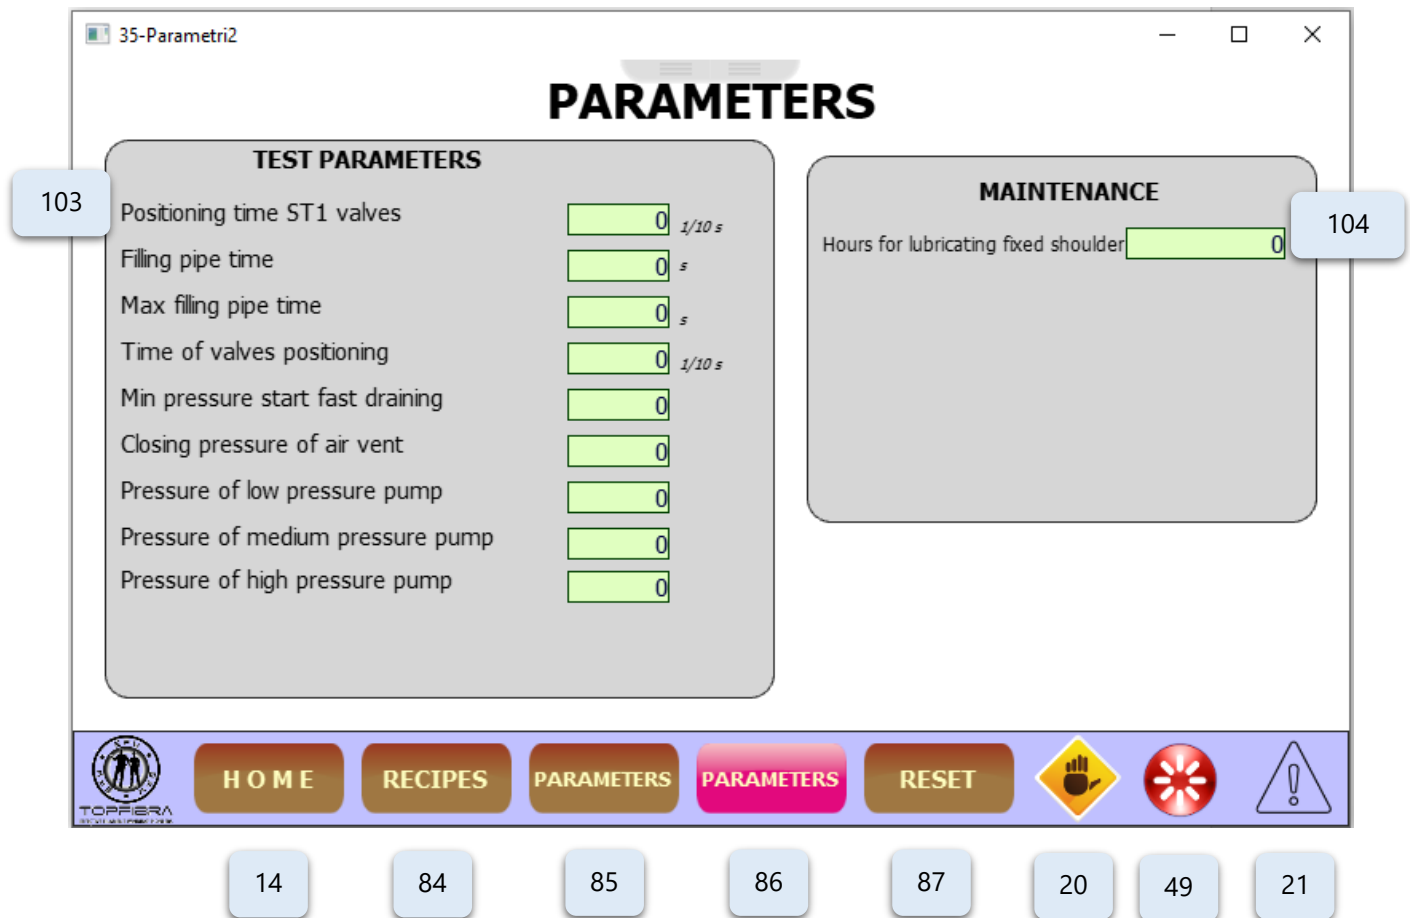 35-Parametri2
PARAMETERS
TEST PARAMETERS
103
Positioning time ST1 valves 0 1/10 s
Filling pipe time 0 s
Max filling pipe time 0 s
Time of valves positioning 0 1/10 s
Min pressure start fast draining 0
Closing pressure of air vent 0
Pressure of low pressure pump 0
Pressure of medium pressure pump 0
Pressure of high pressure pump 0
MAINTENANCE
104
Hours for lubricating fixed shoulder 0
TOPFIBRA
HOME RECIPES PARAMETERS PARAMETERS RESET
14 84 85 86 87 20 49 21